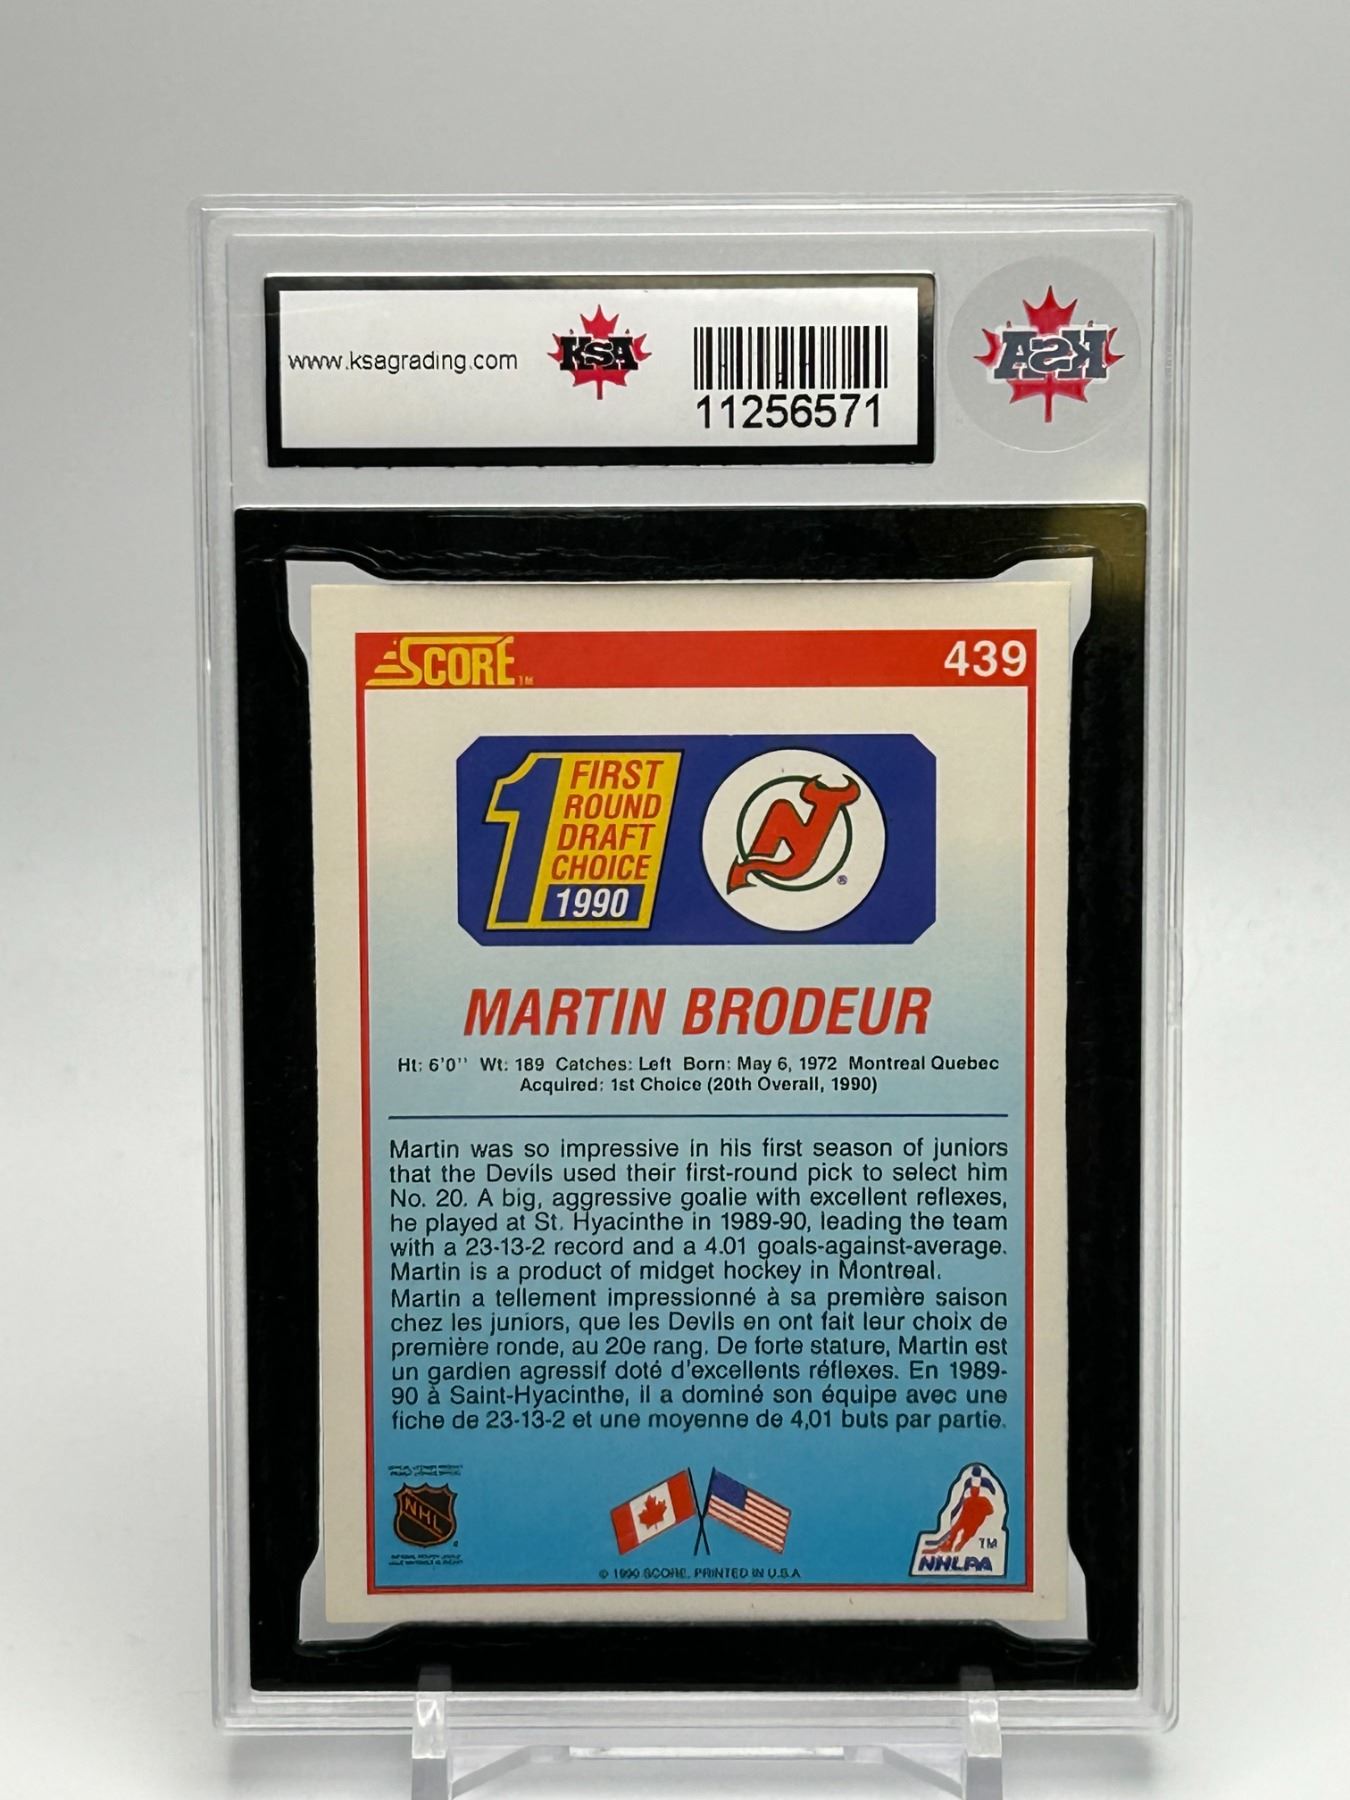 www.ksagrading.com
KSA
11256571
KSA
SCORE TM
439
1 FIRST
ROUND
DRAFT
CHOICE
1990
NJ ®
MARTIN BRODEUR
Ht: 6'0'' Wt: 189 Catches: Left Born: May 6, 1972 Montreal Quebec
Acquired: 1st Choice (20th Overall, 1990)
Martin was so impressive in his first season of juniors
that the Devils used their first-round pick to select him
No. 20. A big, aggressive goalie with excellent reflexes,
he played at St. Hyacinthe in 1989-90, leading the team
with a 23-13-2 record and a 4.01 goals-against-average.
Martin is a product of midget hockey in Montreal.
Martin a tellement impressionné à sa première saison
chez les juniors, que les Devils en ont fait leur choix de
première ronde, au 20e rang. De forte stature, Martin est
un gardien agressif doté d'excellents réflexes. En 1989-
90 à Saint-Hyacinthe, il a dominé son équipe avec une
fiche de 23-13-2 et une moyenne de 4,01 buts par partie.
NHL
TM
NHLPA
© 1990 SCORE, PRINTED IN U.S.A